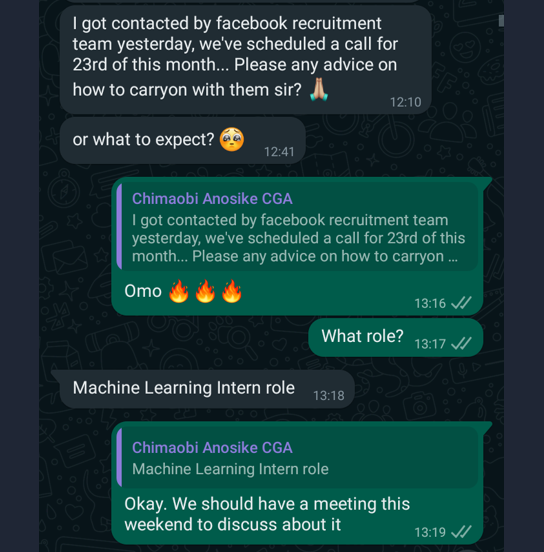 I got contacted by facebook recruitment
team yesterday, we've scheduled a call for
23rd of this month... Please any advice on
how to carryon with them sir? 🙏🏼
12:10
or what to expect? 🥺
12:41
Chimaobi Anosike CGA
I got contacted by facebook recruitment team
yesterday, we've scheduled a call for 23rd of this
month... Please any advice on how to carryon ...
Omo 🔥🔥🔥
13:16
What role? 13:17
Machine Learning Intern role 13:18
Chimaobi Anosike CGA
Machine Learning Intern role
Okay. We should have a meeting this
weekend to discuss about it
13:19